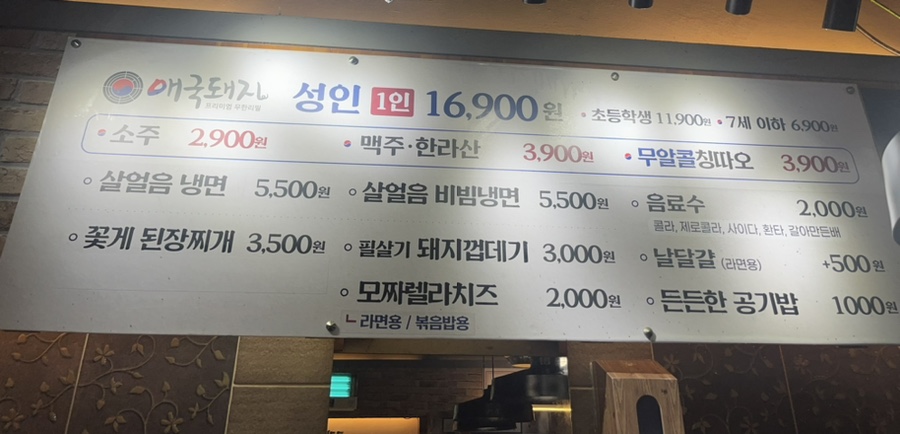 애국돼지 성인 1인 16,900원 • 초등학생 11,900원 • 7세 이하 6,900원
프리미엄 무한리필
• 소주 2,900원 • 맥주·한라산 3,900원 • 무알콜칭따오 3,900원
살얼음 냉면 5,500원 살얼음 비빔냉면 5,500원 음료수 2,000원
콜라, 제로콜라, 사이다, 환타, 갈아만든배
꽃게 된장찌개 3,500원 필살기 돼지껍데기 3,000원 날달걀 (라면용) +500원
모짜렐라치즈 2,000원 든든한 공기밥 1000원
ㄴ라면용 / 볶음밥용